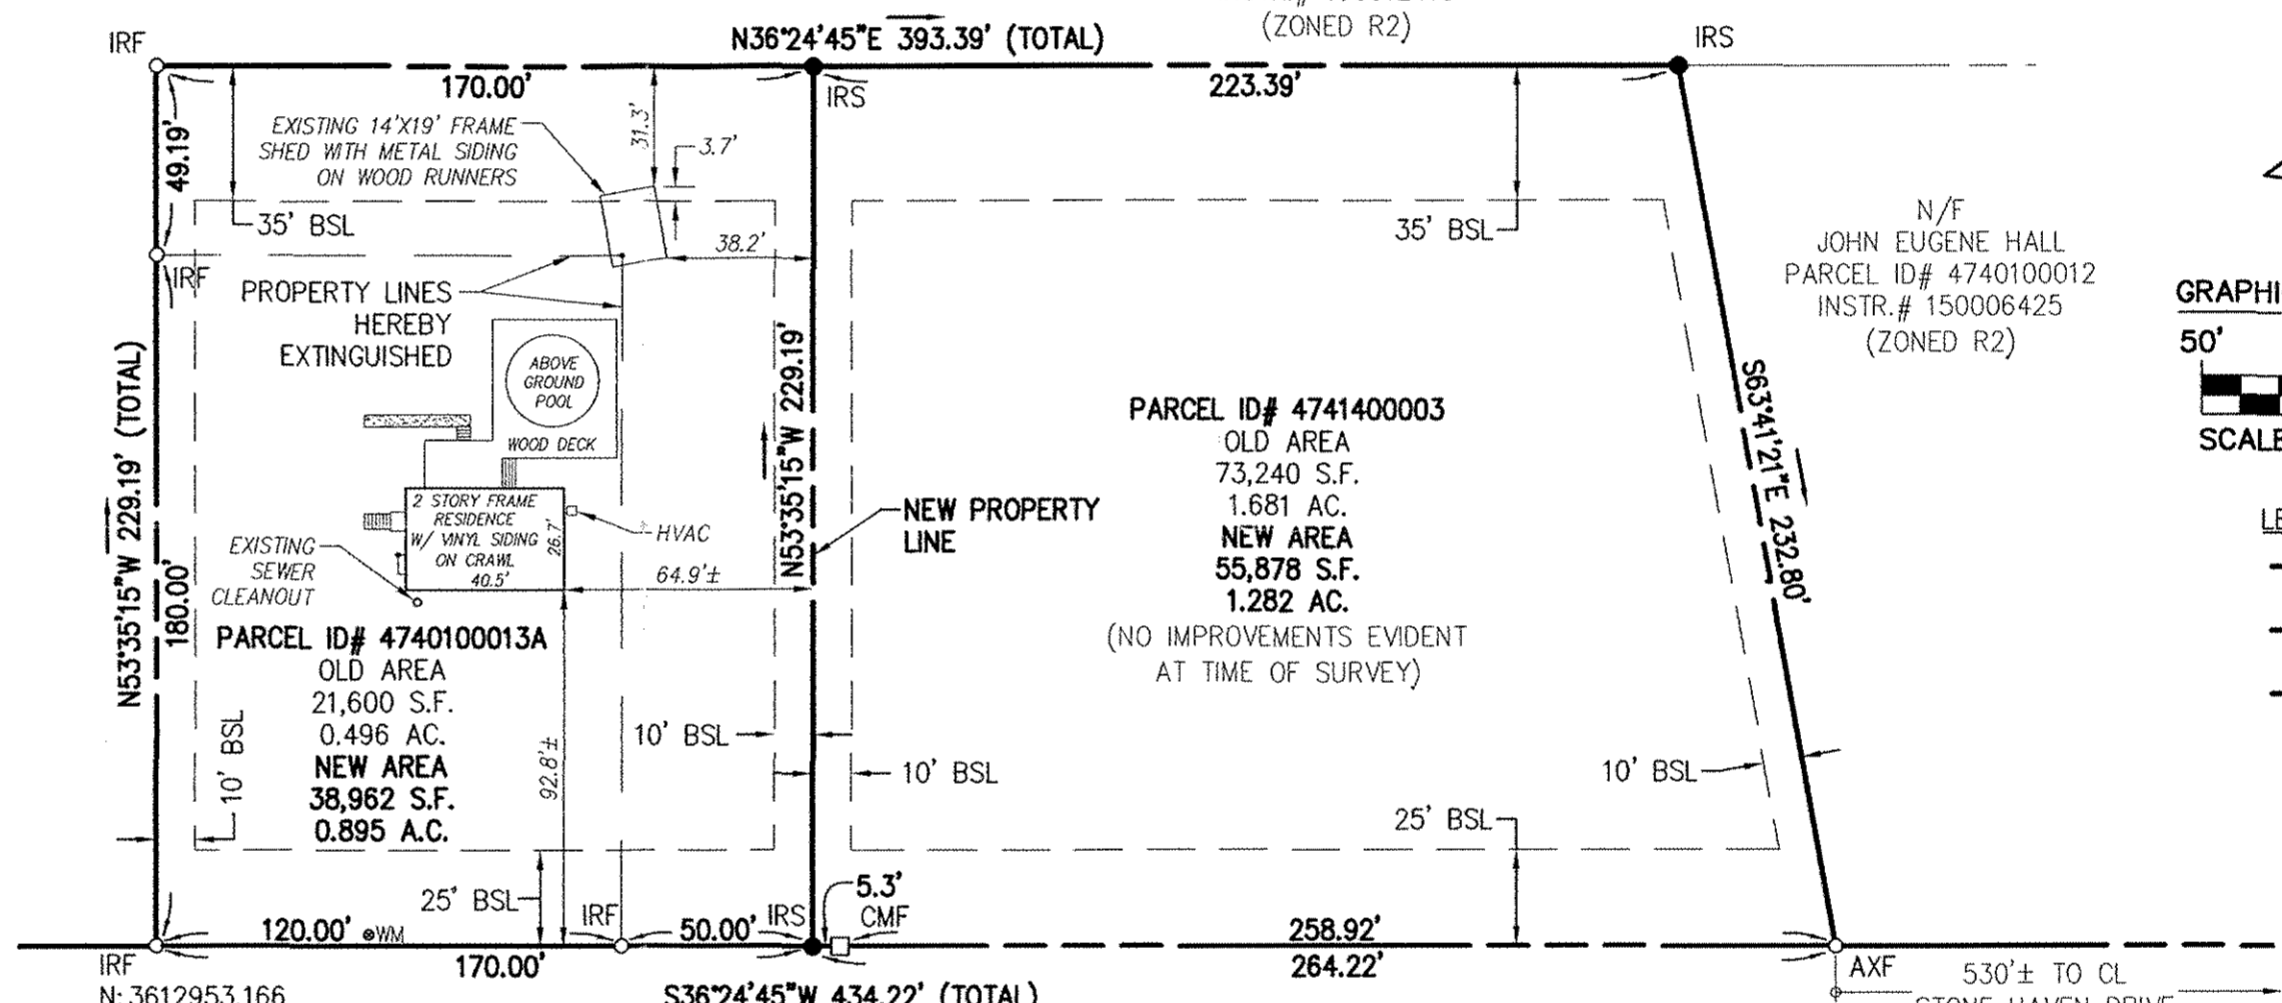 (ZONED R2)
IRF
N36°24'45"E 393.39' (TOTAL)
IRS
170.00'
IRS
223.39'
49.19'
EXISTING 14'X19' FRAME
SHED WITH METAL SIDING
ON WOOD RUNNERS
31.3'
3.7'
35' BSL
38.2'
35' BSL
IRF
PROPERTY LINES
HEREBY
EXTINGUISHED
N/F
JOHN EUGENE HALL
PARCEL ID# 4740100012
INSTR.# 150006425
(ZONED R2)
GRAPHI
50'
SCALE
ABOVE
GROUND
POOL
WOOD DECK
N53°35'15"W 229.19' (TOTAL)
180.00'
N53°35'15"W 229.19'
S63°41'21"E 232.80'
2 STORY FRAME
RESIDENCE
W/ VINYL SIDING
ON CRAWL
40.5'
26.7'
HVAC
EXISTING
SEWER
CLEANOUT
64.9'±
NEW PROPERTY
LINE
PARCEL ID# 4741400003
OLD AREA
73,240 S.F.
1.681 AC.
NEW AREA
55,878 S.F.
1.282 AC.
(NO IMPROVEMENTS EVIDENT
AT TIME OF SURVEY)
LE
PARCEL ID# 4740100013A
OLD AREA
21,600 S.F.
0.496 AC.
NEW AREA
38,962 S.F.
0.895 A.C.
10' BSL
92.8'±
10' BSL
10' BSL
10' BSL
25' BSL
25' BSL
5.3'
CMF
IRF
IRS
120.00'
WM
50.00'
258.92'
IRF
170.00'
264.22'
AXF
530'± TO CL
STONE HAVEN DRIVE
N: 3612953.166
S36°24'45"W 434.22' (TOTAL)